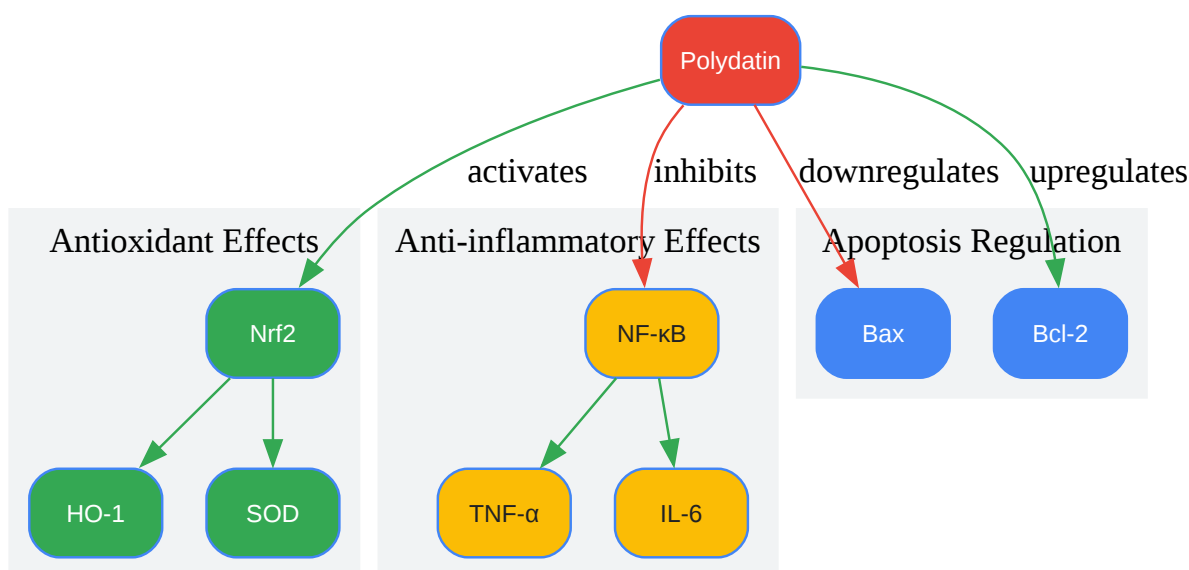 Polydatin
activates
inhibits
downregulates
upregulates
Antioxidant Effects
Anti-inflammatory Effects
Apoptosis Regulation
Nrf2
NF-κB
Bax
Bcl-2
HO-1
SOD
TNF-α
IL-6